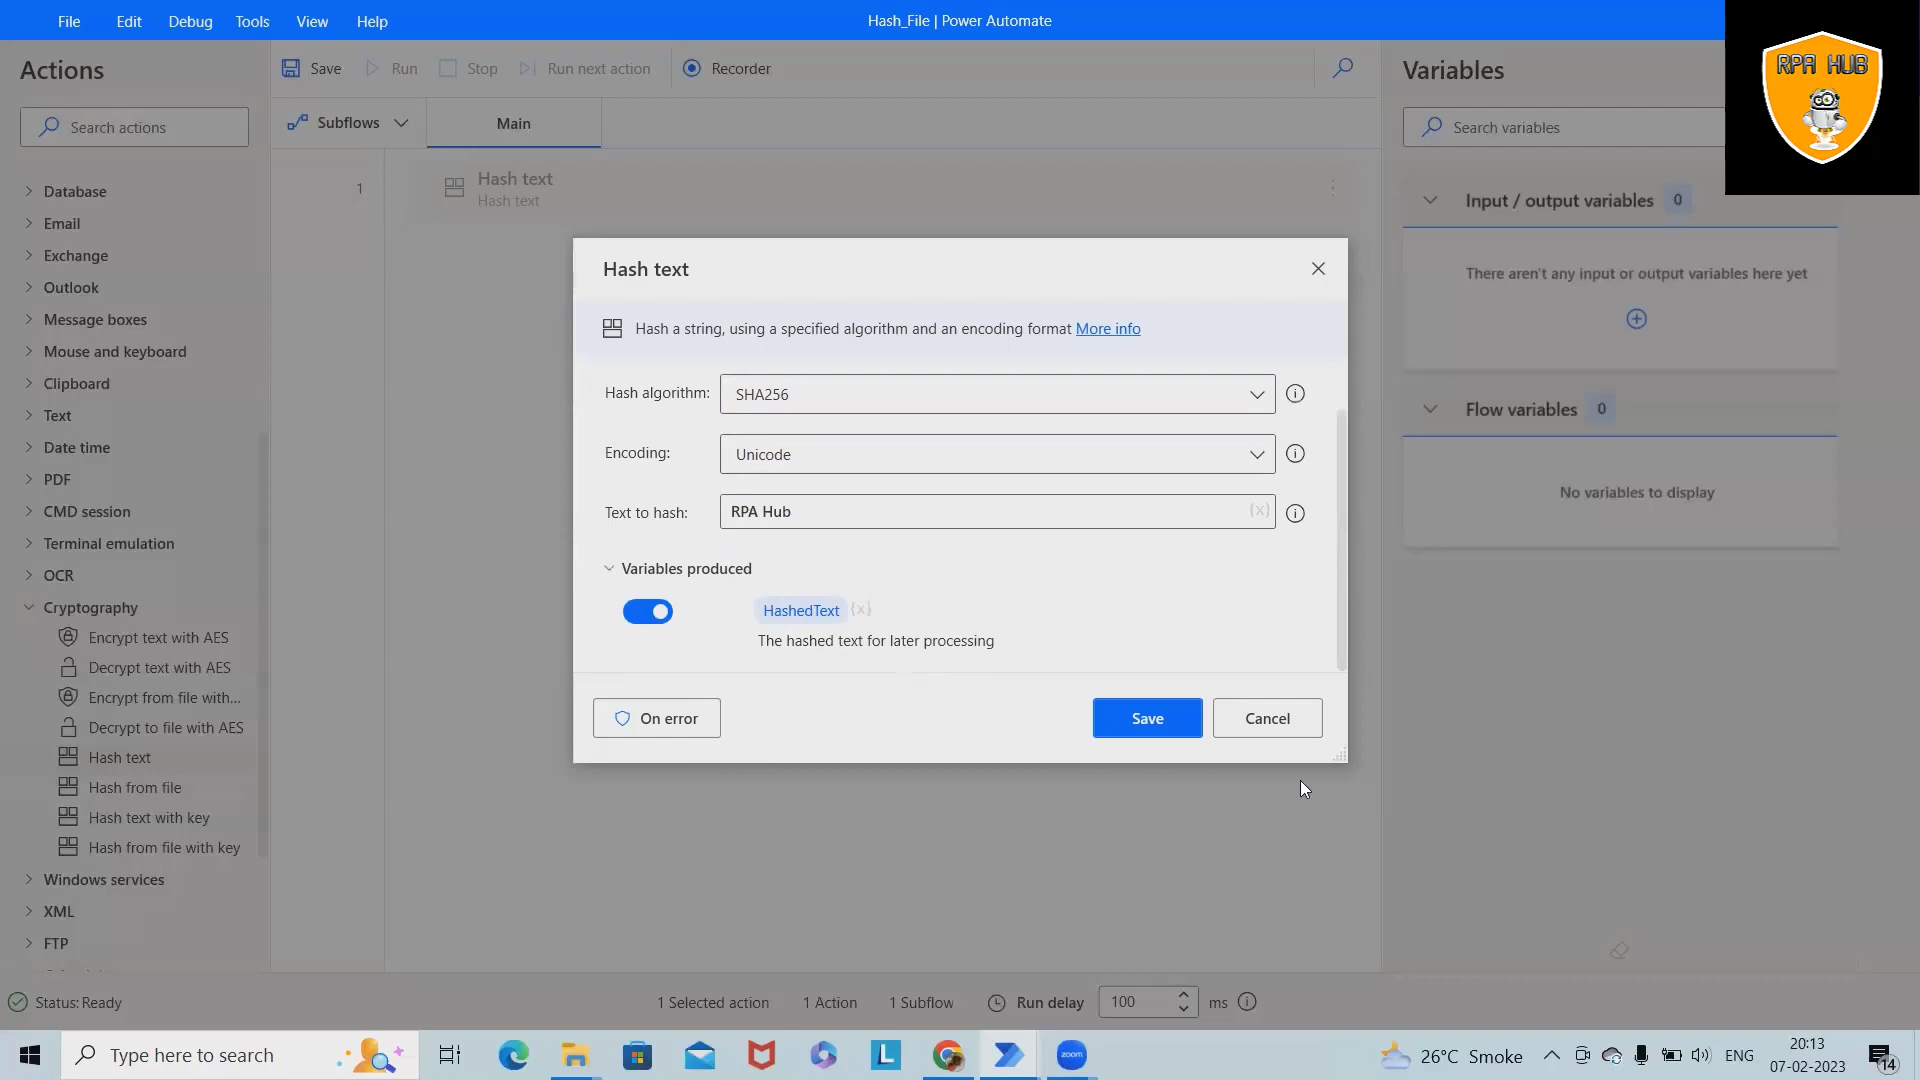 File Edit Debug Tools View Help
Hash_File | Power Automate
RPA HUB
Actions
Search actions
Database
Email
Exchange
Outlook
Message boxes
Mouse and keyboard
Clipboard
Text
Date time
PDF
CMD session
Terminal emulation
OCR
Cryptography
Encrypt text with AES
Decrypt text with AES
Encrypt from file with...
Decrypt to file with AES
Hash text
Hash from file
Hash text with key
Hash from file with key
Windows services
XML
FTP
Save Run Stop Run next action Recorder
Subflows Main
1
Hash text
Hash text
Hash text
Hash a string, using a specified algorithm and an encoding format More info
Hash algorithm: SHA256
Encoding: Unicode
Text to hash: RPA Hub {x}
Variables produced
HashedText {x}
The hashed text for later processing
On error Save Cancel
Variables
Search variables
Input / output variables 0
There aren't any input or output variables here yet
Flow variables 0
No variables to display
Status: Ready 1 Selected action 1 Action 1 Subflow Run delay 100 ms
Type here to search
L
zoom
26°C Smoke
ENG
20:13
07-02-2023
14